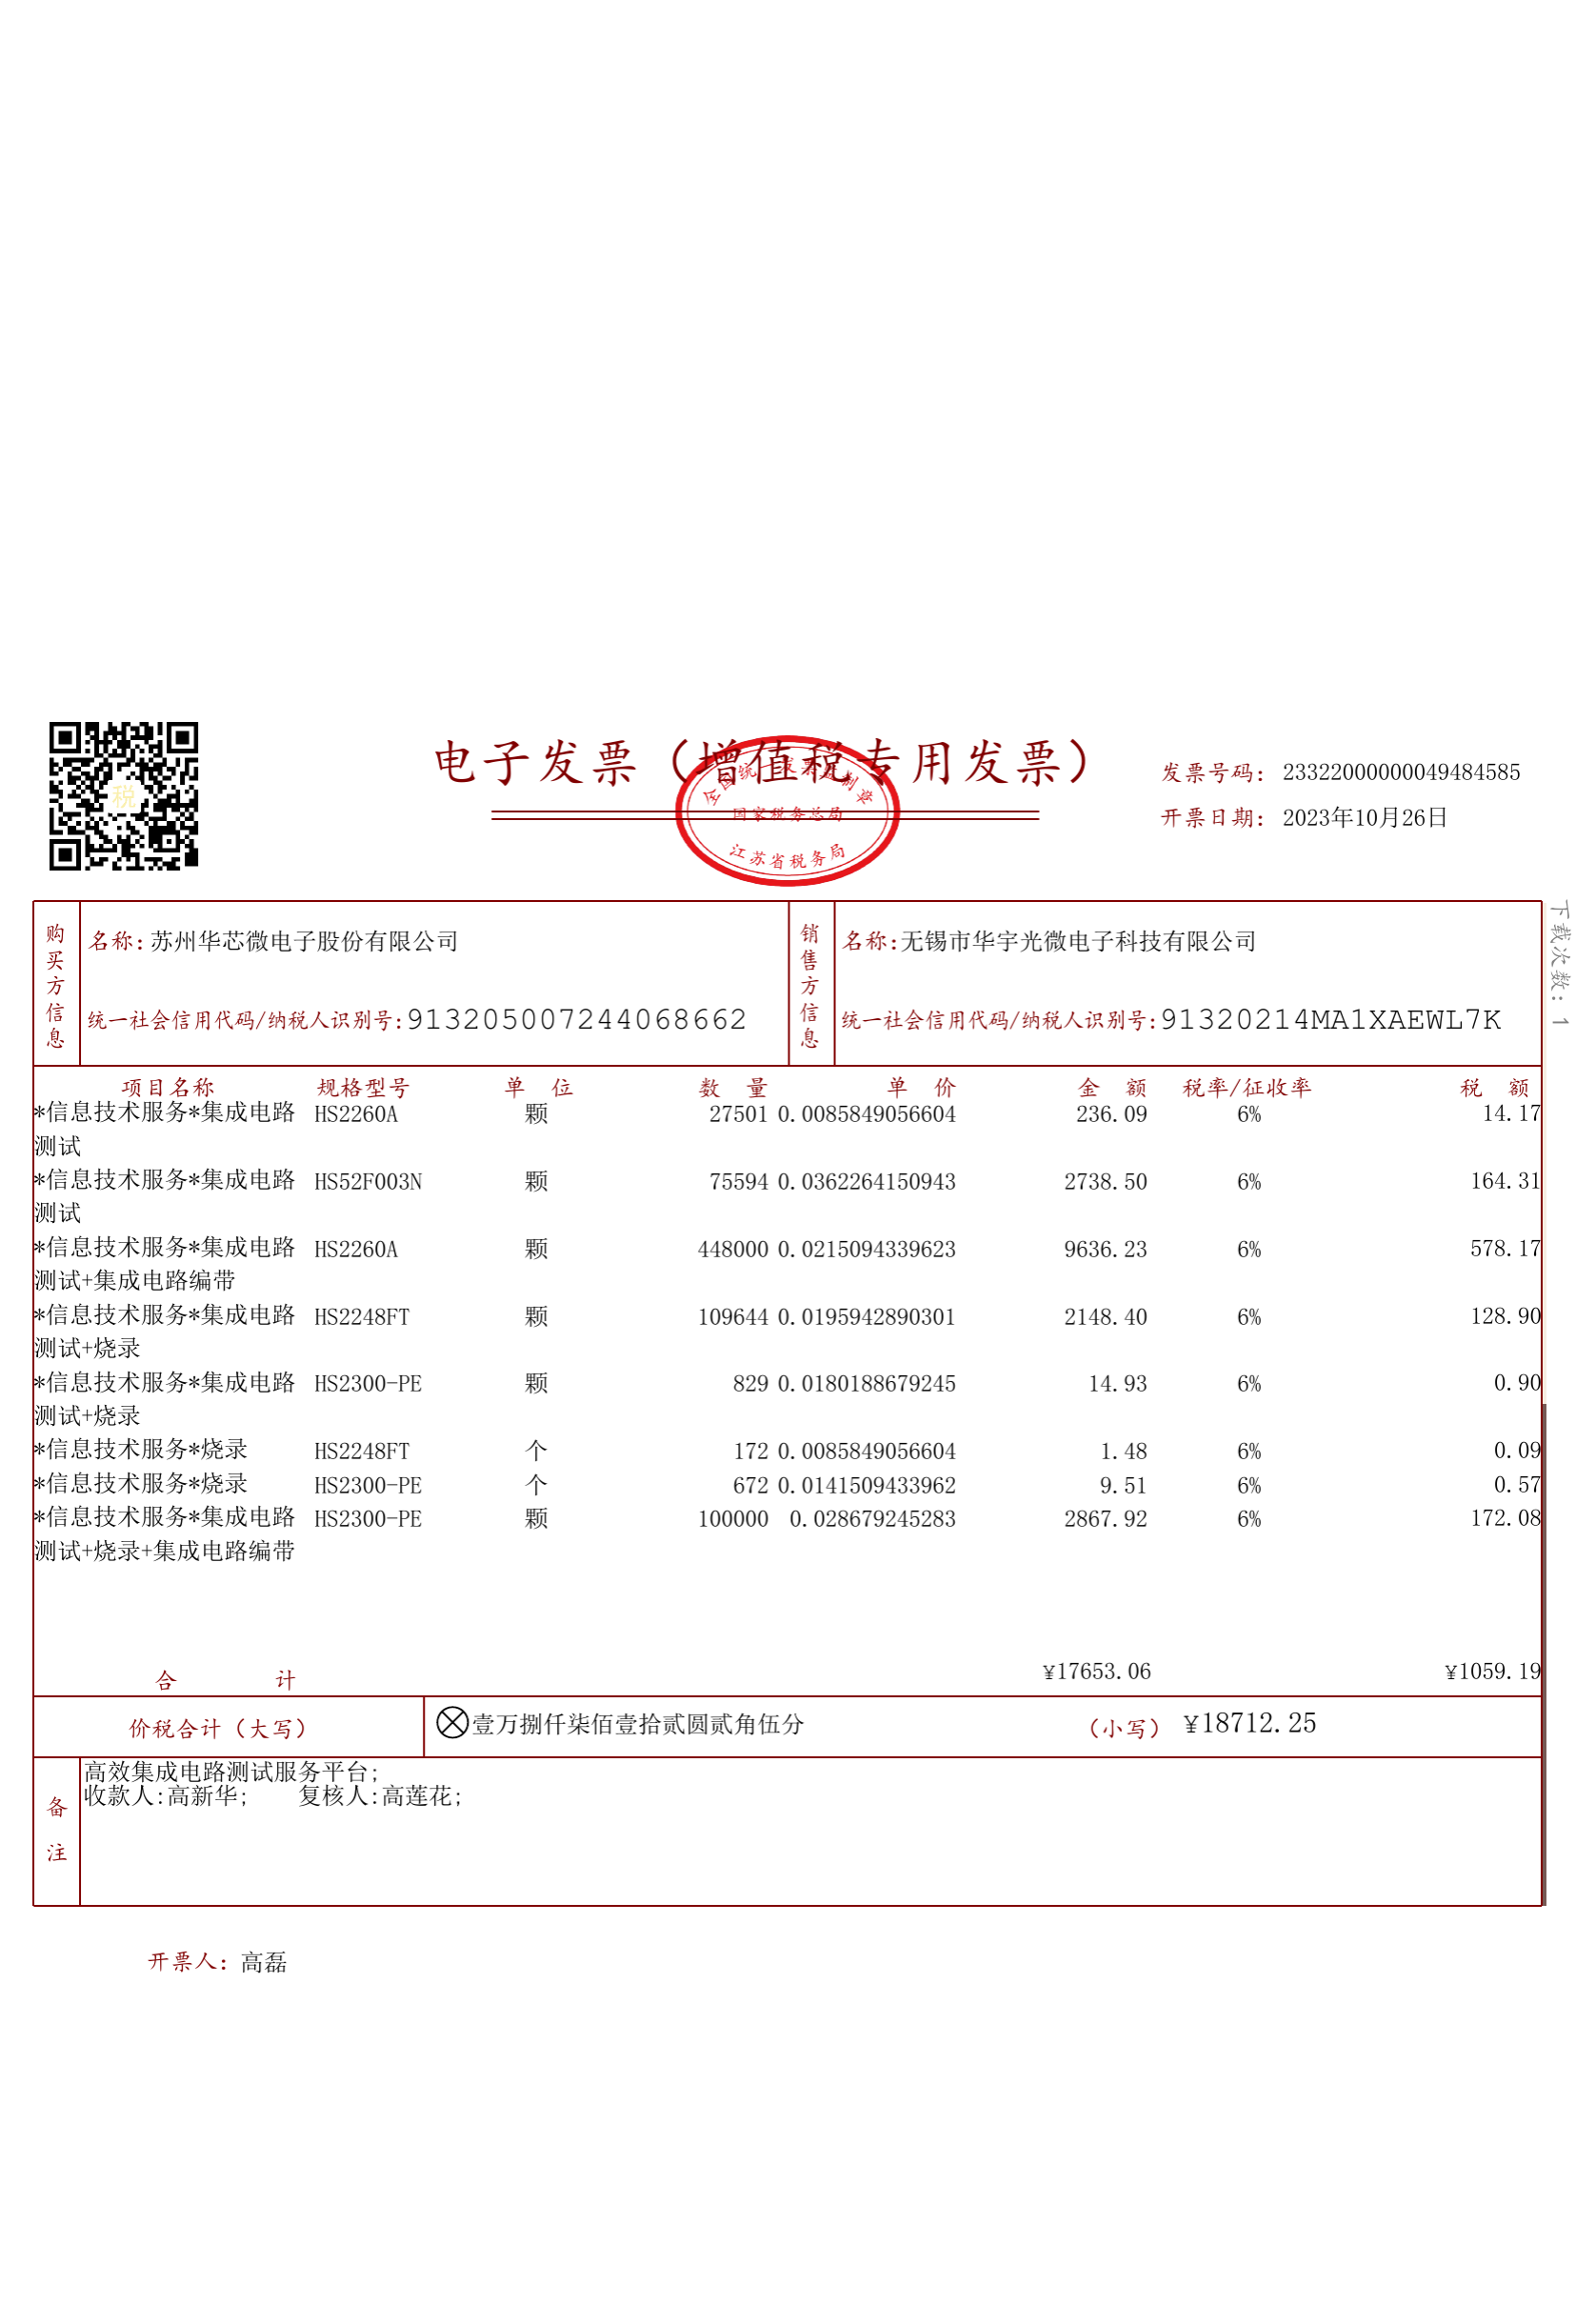 税
电子发票（增值税专用发票）
全国统一发票监制章
国家税务总局
江苏省税务局
发票号码：23322000000049484585
开票日期：2023年10月26日
购买方信息
名称：苏州华芯微电子股份有限公司
统一社会信用代码/纳税人识别号：913205007244068662
销售方信息
名称：无锡市华宇光微电子科技有限公司
统一社会信用代码/纳税人识别号：91320214MA1XAEWL7K
下载次数：1
项目名称 规格型号 单 位 数 量 单 价 金 额 税率/征收率 税 额
*信息技术服务*集成电路 HS2260A 颗 27501 0.0085849056604 236.09 6% 14.17
测试
*信息技术服务*集成电路 HS52F003N 颗 75594 0.0362264150943 2738.50 6% 164.31
测试
*信息技术服务*集成电路 HS2260A 颗 448000 0.0215094339623 9636.23 6% 578.17
测试+集成电路编带
*信息技术服务*集成电路 HS2248FT 颗 109644 0.0195942890301 2148.40 6% 128.90
测试+烧录
*信息技术服务*集成电路 HS2300-PE 颗 829 0.0180188679245 14.93 6% 0.90
测试+烧录
*信息技术服务*烧录 HS2248FT 个 172 0.0085849056604 1.48 6% 0.09
*信息技术服务*烧录 HS2300-PE 个 672 0.0141509433962 9.51 6% 0.57
*信息技术服务*集成电路 HS2300-PE 颗 100000 0.028679245283 2867.92 6% 172.08
测试+烧录+集成电路编带
合 计 ¥17653.06 ¥1059.19
价税合计（大写） 壹万捌仟柒佰壹拾贰圆贰角伍分 （小写） ¥18712.25
备注
高效集成电路测试服务平台;
收款人:高新华; 复核人:高莲花;
开票人：高磊